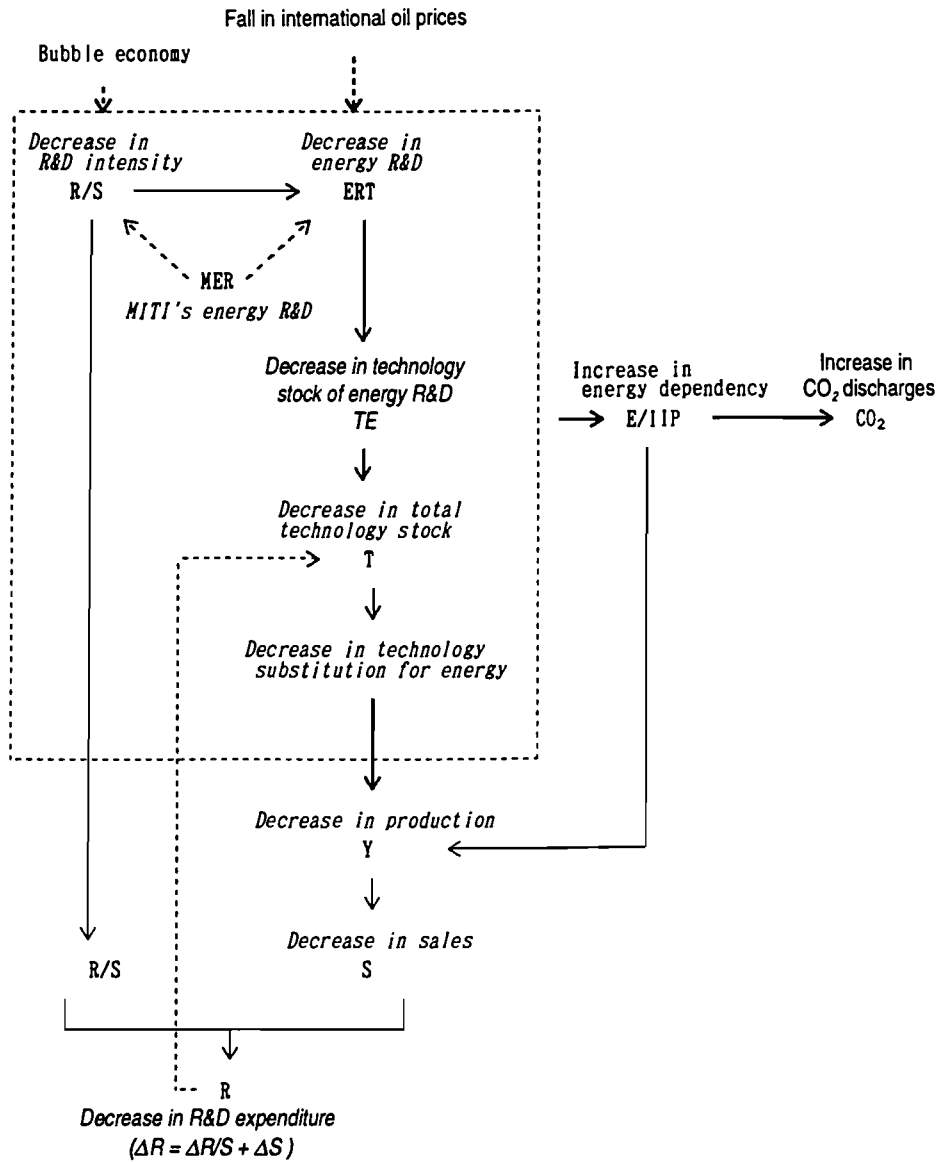 Fall in international oil prices
Bubble economy
Decrease in
R&D intensity
R/S
Decrease in
energy R&D
ERT
MER
MITI's energy R&D
Decrease in technology
stock of energy R&D
TE
Increase in
energy dependency
E/IIP
Increase in
CO₂ discharges
CO₂
Decrease in total
technology stock
T
Decrease in technology
substitution for energy
Decrease in production
Y
Decrease in sales
S
R/S
R
Decrease in R&D expenditure
(ΔR = ΔR/S + ΔS)